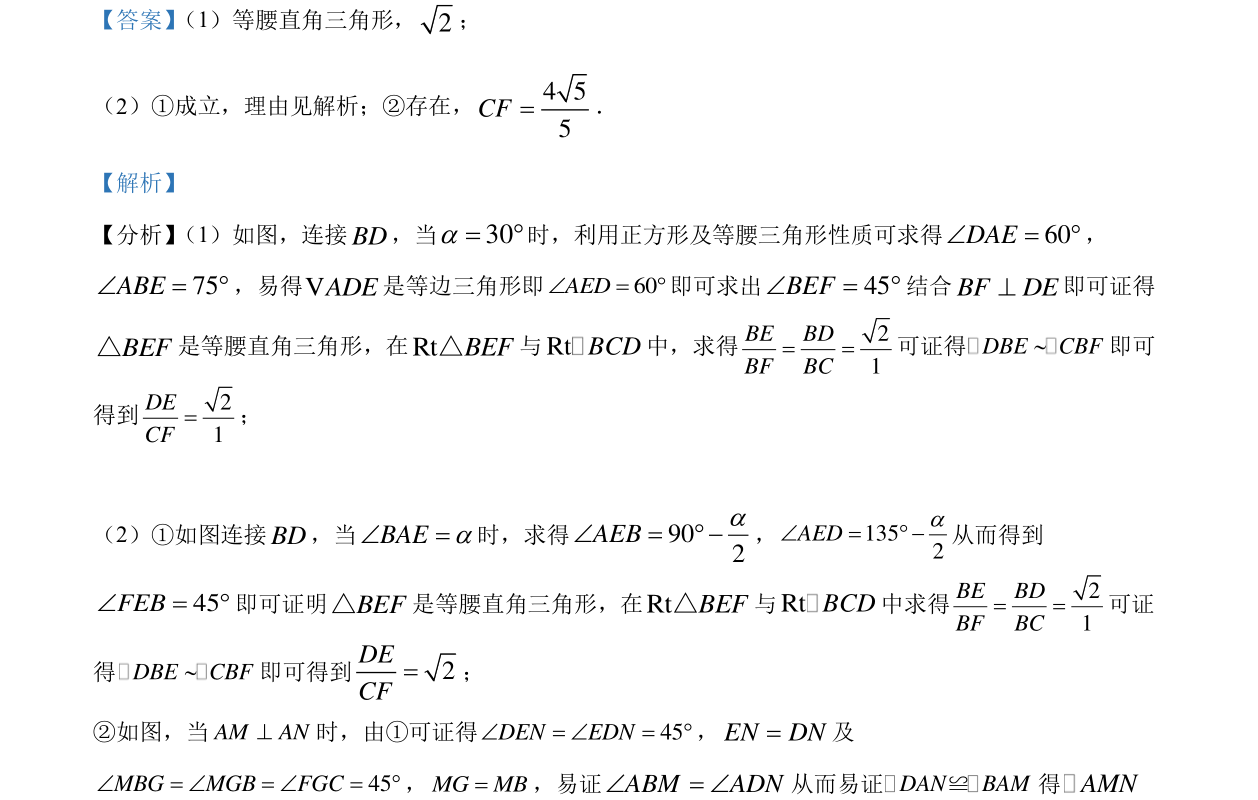 【答案】（1）等腰直角三角形，√2；
（2）①成立，理由见解析；②存在，CF = 4√5/5．
【解析】
【分析】（1）如图，连接BD，当α = 30°时，利用正方形及等腰三角形性质可求得∠DAE = 60°，
∠ABE = 75°，易得VADE是等边三角形即∠AED = 60°即可求出∠BEF = 45°结合BF ⊥ DE即可证得
△BEF是等腰直角三角形，在Rt△BEF与Rt□BCD中，求得BE/BF = BD/BC = √2/1可证得□DBE ~□CBF即可
得到DE/CF = √2/1；
（2）①如图连接BD，当∠BAE = α时，求得∠AEB = 90° − α/2，∠AED = 135° − α/2从而得到
∠FEB = 45°即可证明△BEF是等腰直角三角形，在Rt△BEF与Rt□BCD中求得BE/BF = BD/BC = √2/1可证
得□DBE ~□CBF即可得到DE/CF = √2；
②如图，当AM ⊥ AN时，由①可证得∠DEN = ∠EDN = 45°，EN = DN及
∠MBG = ∠MGB = ∠FGC = 45°，MG = MB，易证∠ABM = ∠ADN从而易证□DAN≌□BAM得□AMN